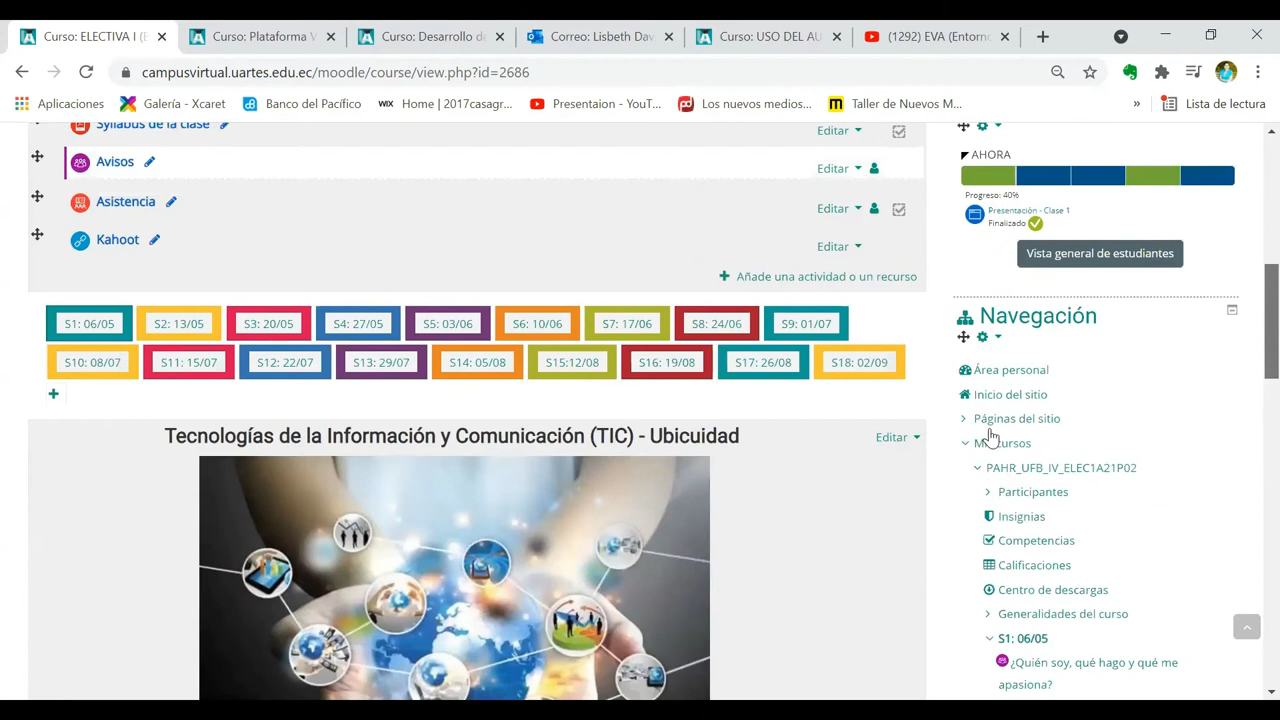 Curso: ELECTIVA I (E
Curso: Plataforma V
Curso: Desarrollo de
Correo: Lisbeth Dav
Curso: USO DEL AU
(1292) EVA (Entorno
campusvirtual.uartes.edu.ec/moodle/course/view.php?id=2686
Aplicaciones
Galería - Xcaret
Banco del Pacífico
WIX Home | 2017casagr...
Presentaion - YouT...
Los nuevos medios...
Taller de Nuevos M...
»
Lista de lectura
Syllabus de la clase
Editar
Avisos
Editar
Asistencia
Editar
Kahoot
Editar
Añade una actividad o un recurso
S1: 06/05
S2: 13/05
S3: 20/05
S4: 27/05
S5: 03/06
S6: 10/06
S7: 17/06
S8: 24/06
S9: 01/07
S10: 08/07
S11: 15/07
S12: 22/07
S13: 29/07
S14: 05/08
S15:12/08
S16: 19/08
S17: 26/08
S18: 02/09
Tecnologías de la Información y Comunicación (TIC) - Ubicuidad
Editar
AHORA
Progreso: 40%
Presentación - Clase 1
Finalizado
Vista general de estudiantes
Navegación
Área personal
Inicio del sitio
Páginas del sitio
Mis cursos
PAHR_UFB_IV_ELEC1A21P02
Participantes
Insignias
Competencias
Calificaciones
Centro de descargas
Generalidades del curso
S1: 06/05
¿Quién soy, qué hago y qué me
apasiona?